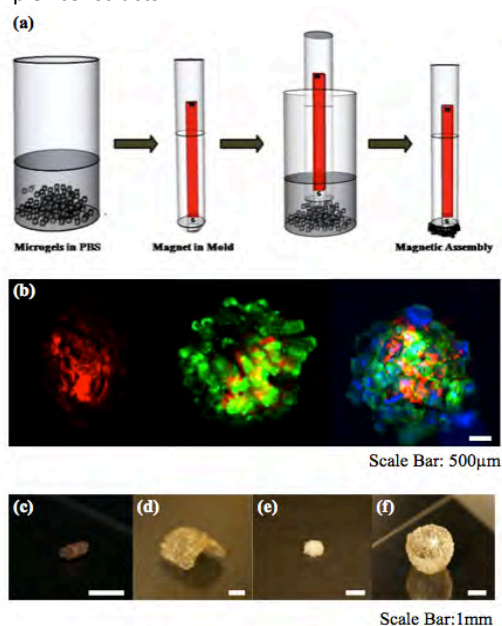 (a)
Microgels in PBS
Magnet in Mold
Magnetic Assembly
(b)
Scale Bar: 500µm
(c)
(d)
(e)
(f)
Scale Bar:1mm